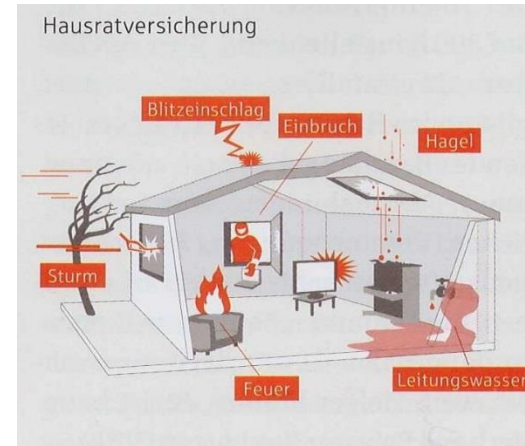 Hausratversicherung
Blitzeinschlag
Einbruch
Hagel
Sturm
Feuer
Leitungswasser